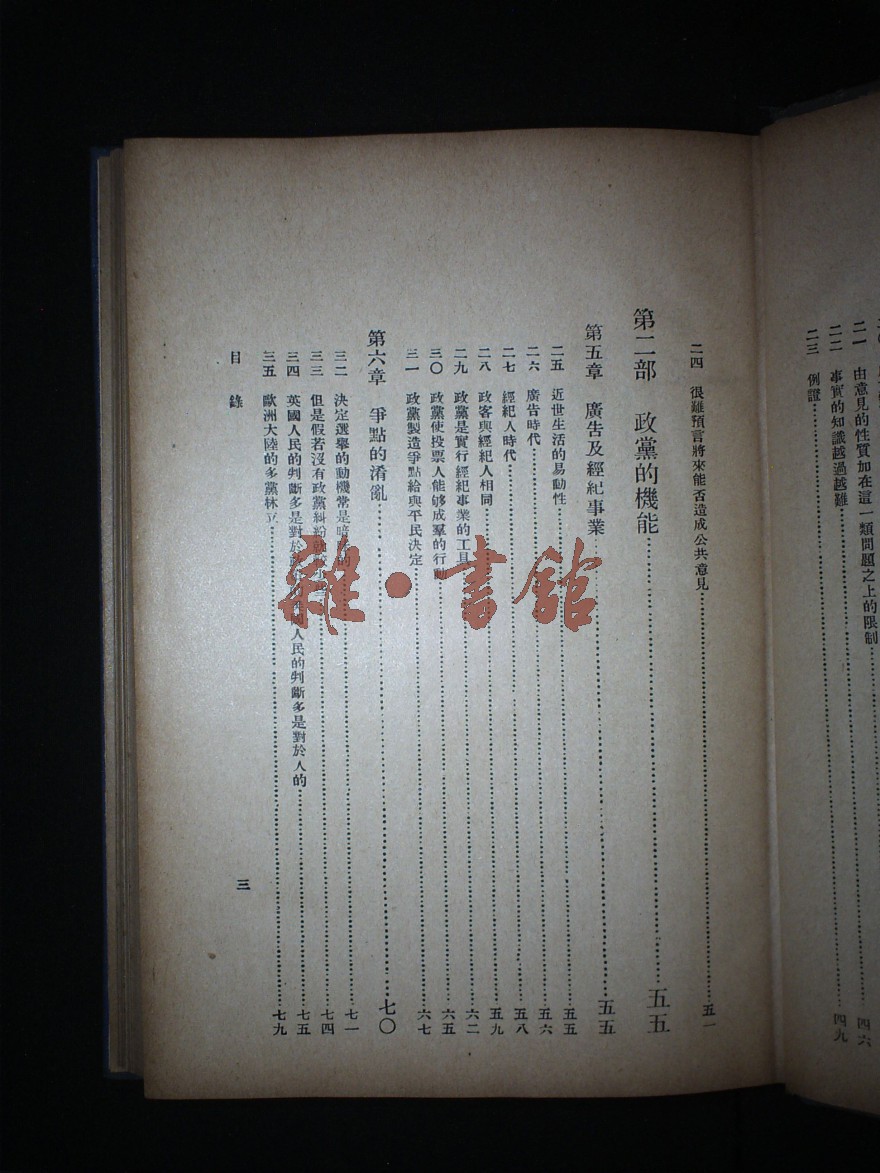 二一 由意見的性質加在這一類問題之上的限制
四六
二二 事實的知識越過越難
四九
二三 例證
二四 很難預言將來能否造成公共意見
五一
第二部 政黨的機能
五五
第五章 廣告及經紀事業
五五
二五 近世生活的易動性
五五
二六 廣告時代
五六
二七 經紀人時代
五八
二八 政客與經紀人相同
五九
二九 政黨是實行經紀事業的工具
六二
三〇 政黨使投票人能够成羣的行動
六五
三一 政黨製造爭點給與平民決定
六七
第六章 爭點的淆亂
七〇
三二 決定選舉的動機常是暗
的
七一
三三 但是假若沒有政黨糾紛
七四
三四 英國人民的判斷多是對於
國人民的判斷多是對於人的
七五
三五 歐洲大陸的多黨林立
七九
目錄
三
雜·書館